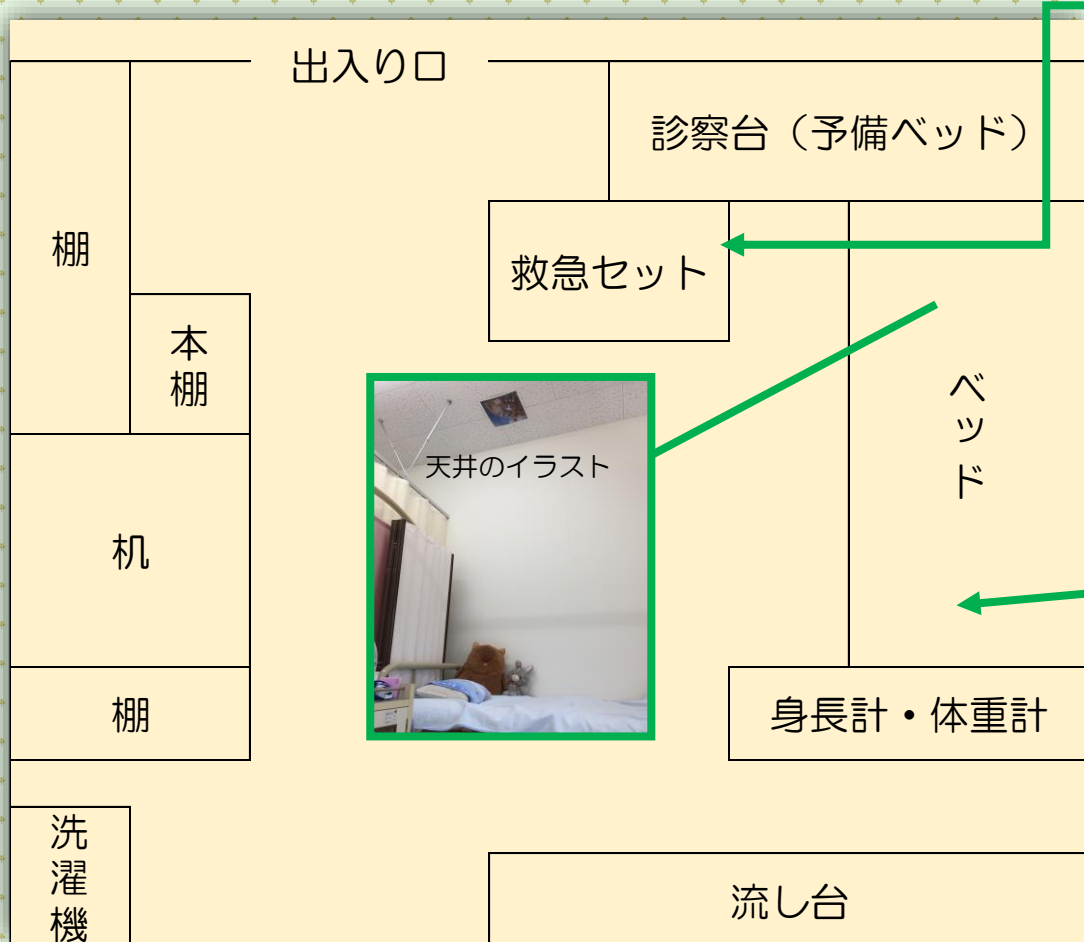 出入り口
診察台（予備ベッド）
棚
救急セット
本棚
ベッド
天井のイラスト
机
棚
身長計・体重計
洗濯機
流し台